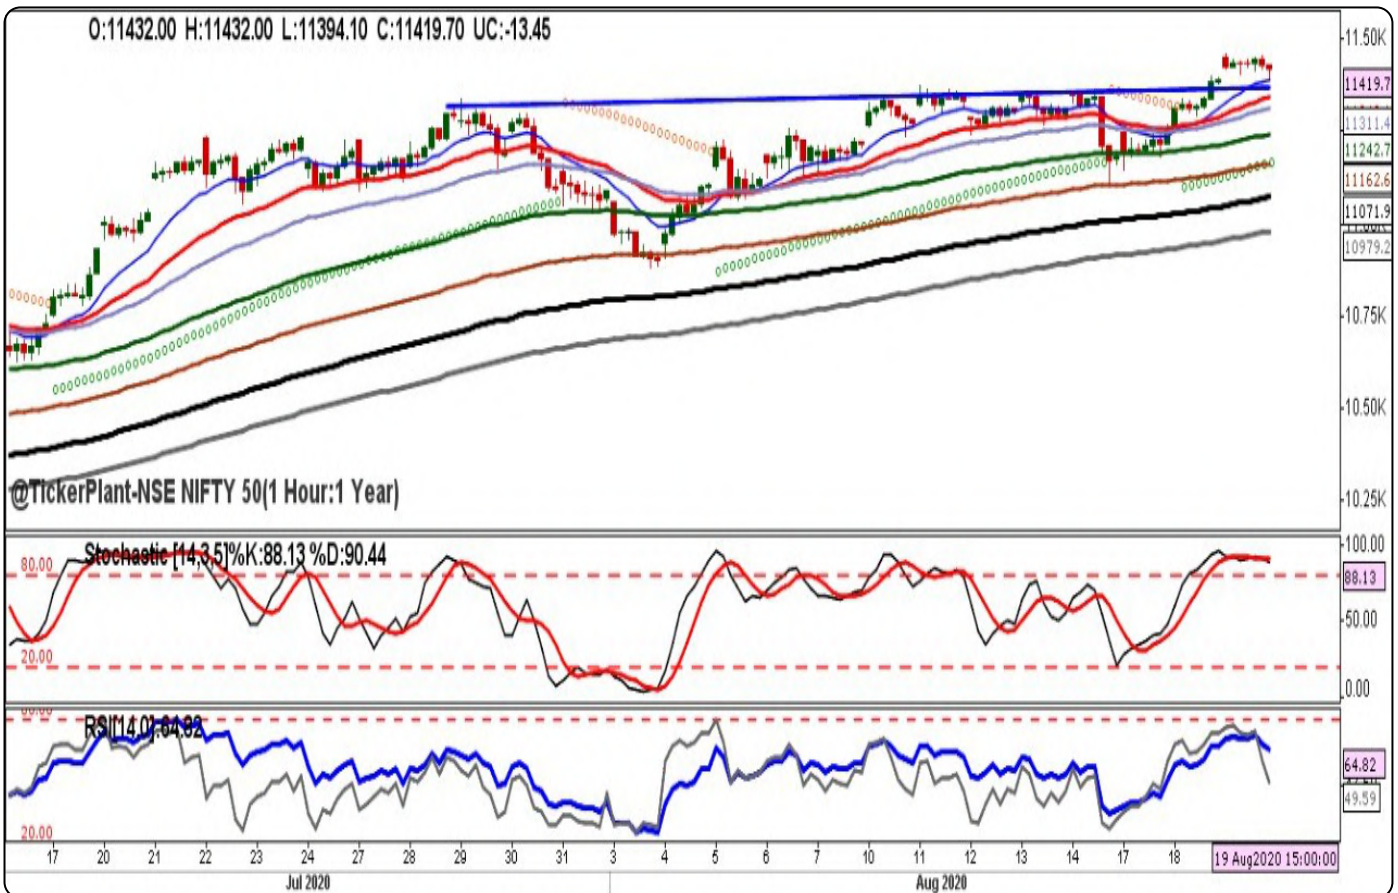 O:11432.00 H:11432.00 L:11394.10 C:11419.70 UC:-13.45
11.50K
11419.7
11311.4
11242.7
11162.6
11071.9
10979.2
10.75K
10.50K
10.25K
@TickerPlant-NSE NIFTY 50(1 Hour:1 Year)
Stochastic [14,3,5]%K:88.13 %D:90.44
80.00
20.00
100.00
88.13
50.00
0.00
RSI[14,0]:64.82
20.00
64.82
49.59
17 20 21 22 23 24 27 28 29 30 31 3 4 5 6 7 10 11 12 13 14 17 18 19 Aug2020 15:00:00
Jul 2020 Aug 2020